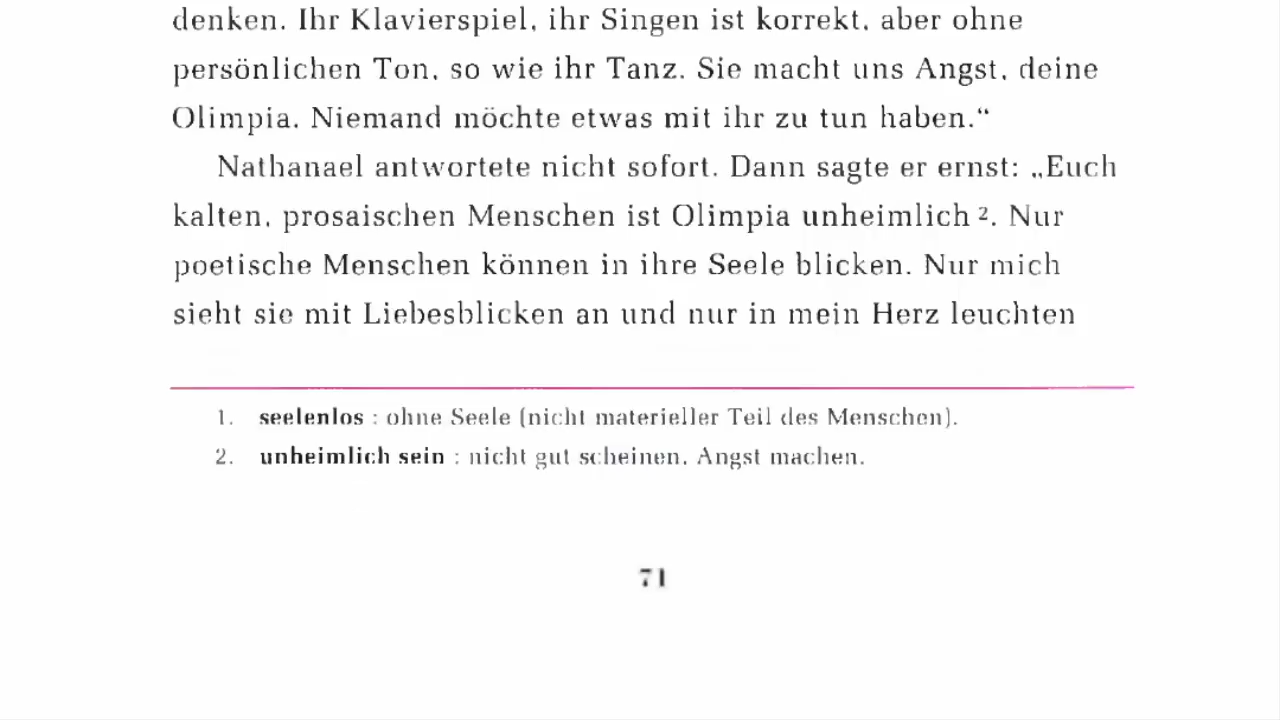 denken. Ihr Klavierspiel, ihr Singen ist korrekt, aber ohne
persönlichen Ton, so wie ihr Tanz. Sie macht uns Angst, deine
Olimpia. Niemand möchte etwas mit ihr zu tun haben.“
Nathanael antwortete nicht sofort. Dann sagte er ernst: „Euch
kalten, prosaischen Menschen ist Olimpia unheimlich ². Nur
poetische Menschen können in ihre Seele blicken. Nur mich
sieht sie mit Liebesblicken an und nur in mein Herz leuchten
1. seelenlos : ohne Seele (nicht materieller Teil des Menschen).
2. unheimlich sein : nicht gut scheinen, Angst machen.
71